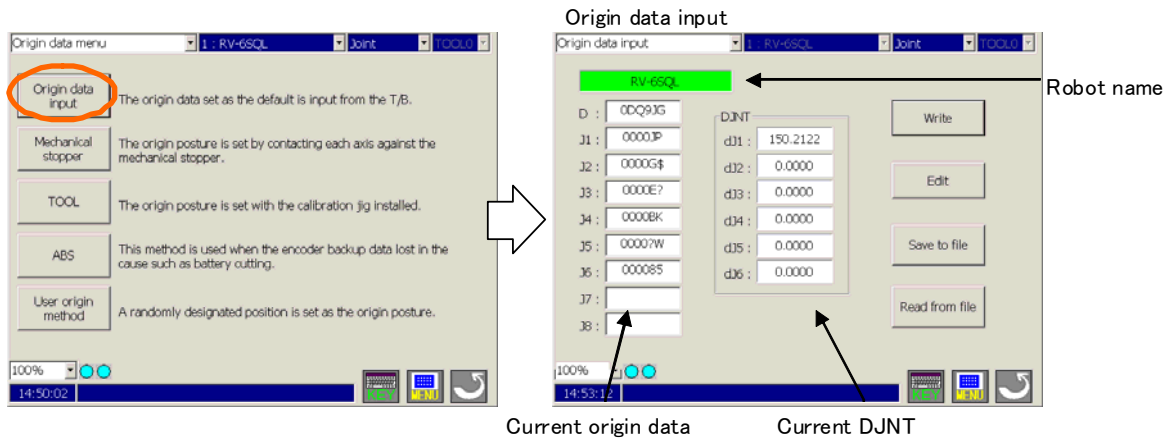 Origin data input
Origin data menu 1 : RV-6SQL Joint TOOL0
Origin data
input
The origin data set as the default is input from the T/B.
Mechanical
stopper
The origin posture is set by contacting each axis against the
mechanical stopper.
TOOL
The origin posture is set with the calibration jig installed.
ABS
This method is used when the encoder backup data lost in the
cause such as battery cutting.
User origin
method
A randomly designated position is set as the origin posture.
100%
14:50:02
KEY MENU
Origin data input 1 : RV-6SQL Joint TOOL0
RV-6SQL
Robot name
D : 0DQ9JG
J1 : 0000JP
J2 : 0000G$
J3 : 0000E?
J4 : 0000BK
J5 : 0000?W
J6 : 000085
J7 :
J8 :
DJNT
dJ1 : 150.2122
dJ2 : 0.0000
dJ3 : 0.0000
dJ4 : 0.0000
dJ5 : 0.0000
dJ6 : 0.0000
Write
Edit
Save to file
Read from file
100%
14:53:12
KEY MENU
Current origin data
Current DJNT